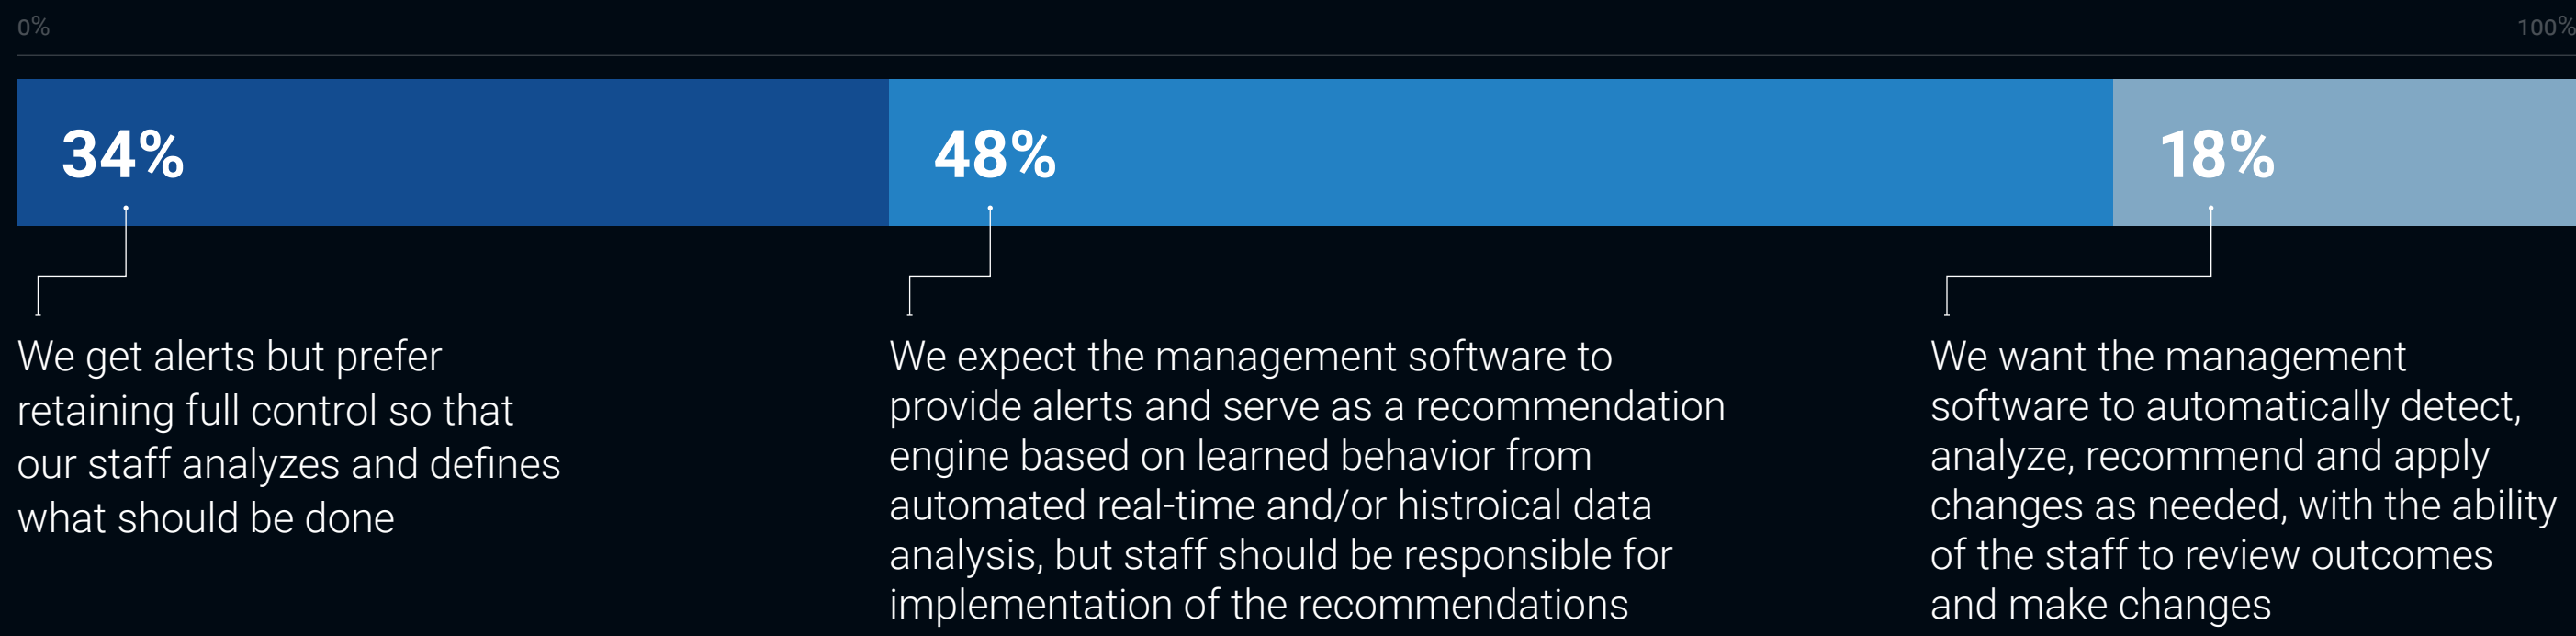 0%
100%
34%
48%
18%
We get alerts but prefer
retaining full control so that
our staff analyzes and defines
what should be done
We expect the management software to
provide alerts and serve as a recommendation
engine based on learned behavior from
automated real-time and/or histroical data
analysis, but staff should be responsible for
implementation of the recommendations
We want the management
software to automatically detect,
analyze, recommend and apply
changes as needed, with the ability
of the staff to review outcomes
and make changes